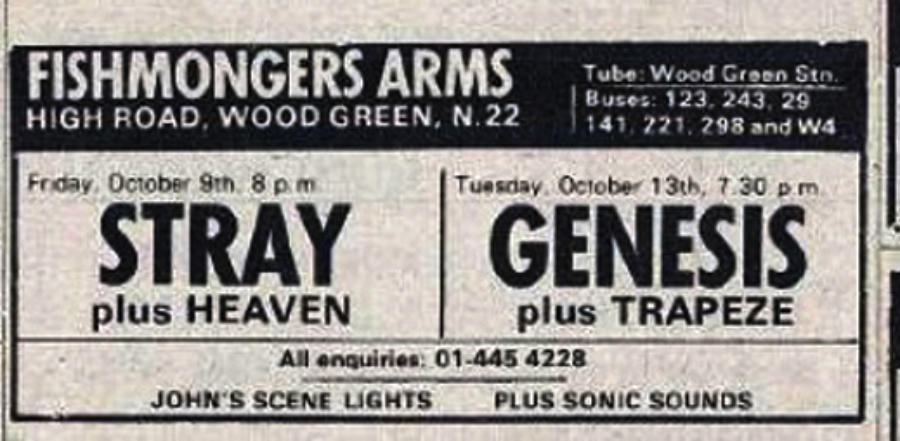 FISHMONGERS ARMS
HIGH ROAD, WOOD GREEN, N.22
Tube: Wood Green Stn.
Buses: 123, 243, 29
141, 221, 298 and W4
Friday, October 9th, 8 p.m.
STRAY
plus HEAVEN
Tuesday, October 13th, 7.30 p.m.
GENESIS
plus TRAPEZE
All enquiries: 01-445 4228
JOHN'S SCENE LIGHTS PLUS SONIC SOUNDS